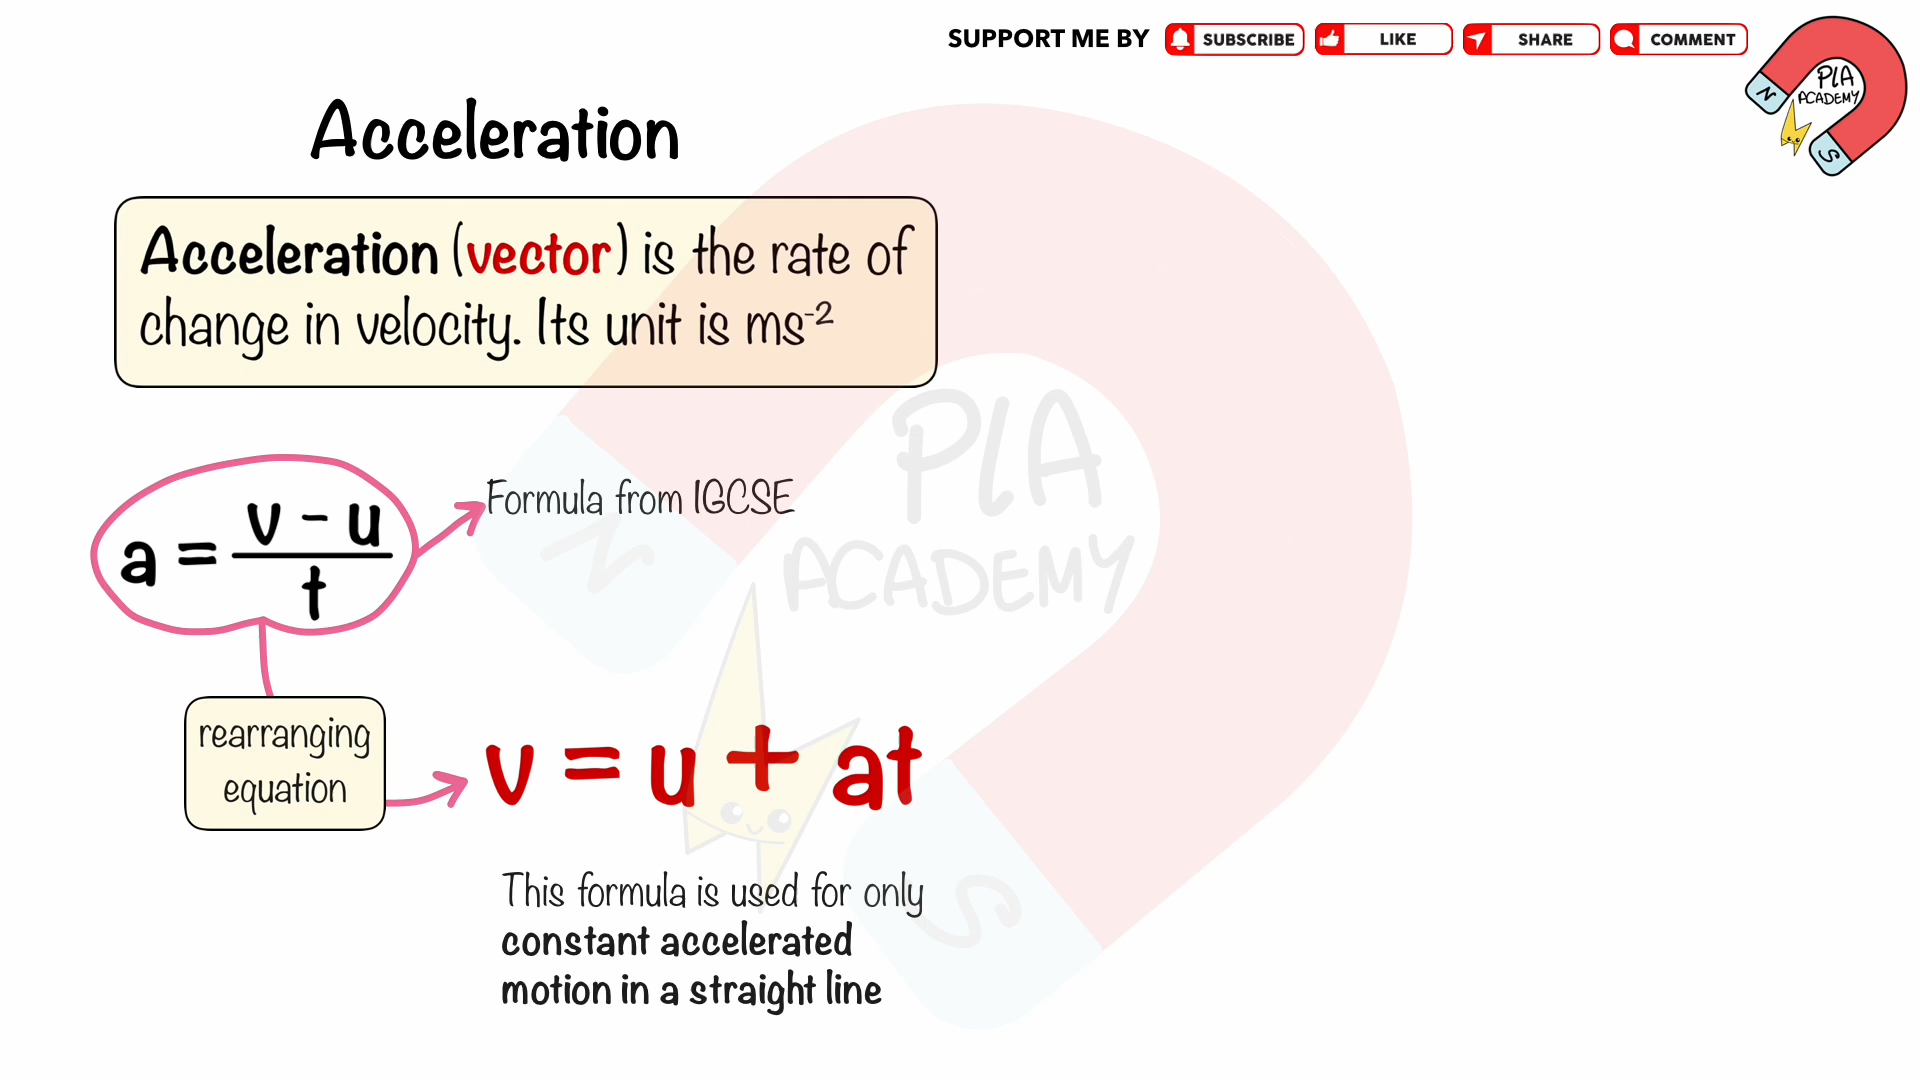 SUPPORT ME BY SUBSCRIBE LIKE SHARE COMMENT
PLA
ACADEMY
N
S
Acceleration
Acceleration (vector) is the rate of
change in velocity. Its unit is ms⁻²
a = v - u / t
Formula from IGCSE
rearranging
equation
v = u + at
This formula is used for only
constant accelerated
motion in a straight line
PLA
ACADEMY
N
S